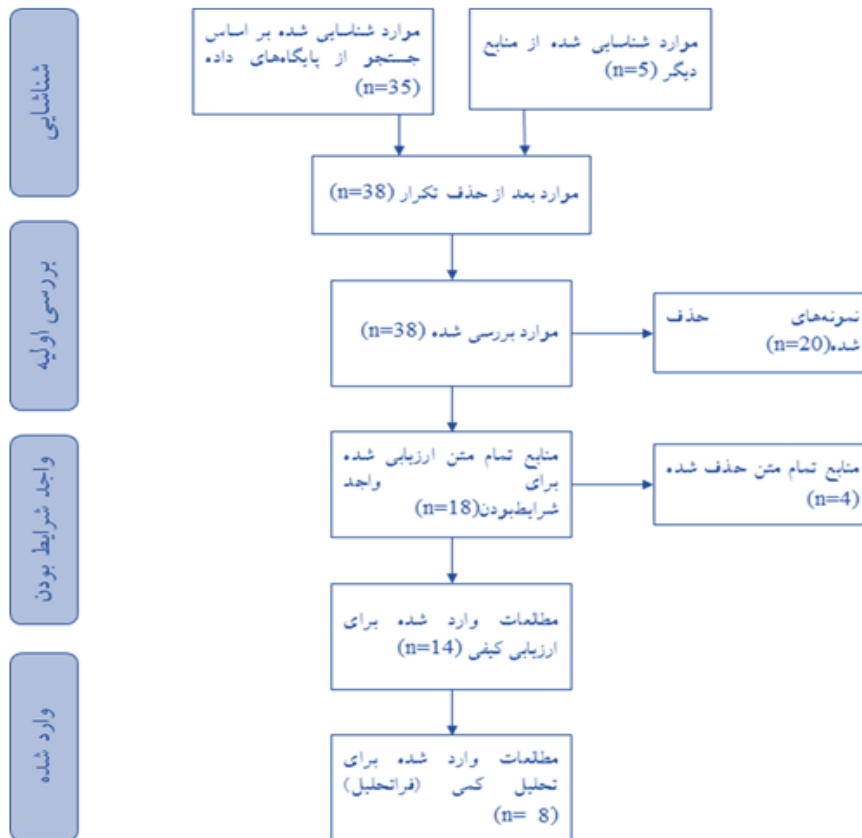 شناشایی
موارد شناسایی شده بر اساس
جستجو از پایگاه‌های داده
(n=35)
موارد شناسایی شده از منابع
دیگر (n=5)
موارد بعد از حذف تکرار (n=38)
بررسی اولیه
موارد بررسی شده (n=38)
نمونه‌های حذف
شده(n=20)
واجد شرایط بودن
منابع تمام متن ارزیابی شده
برای واجد
شرایط‌بودن(n=18)
منابع تمام متن حذف شده
(n=4)
مطالعات وارد شده برای
ارزیابی کیفی (n=14)
وارد شده
مطالعات وارد شده برای
تحلیل کمی (فراتحلیل)
(n= 8)